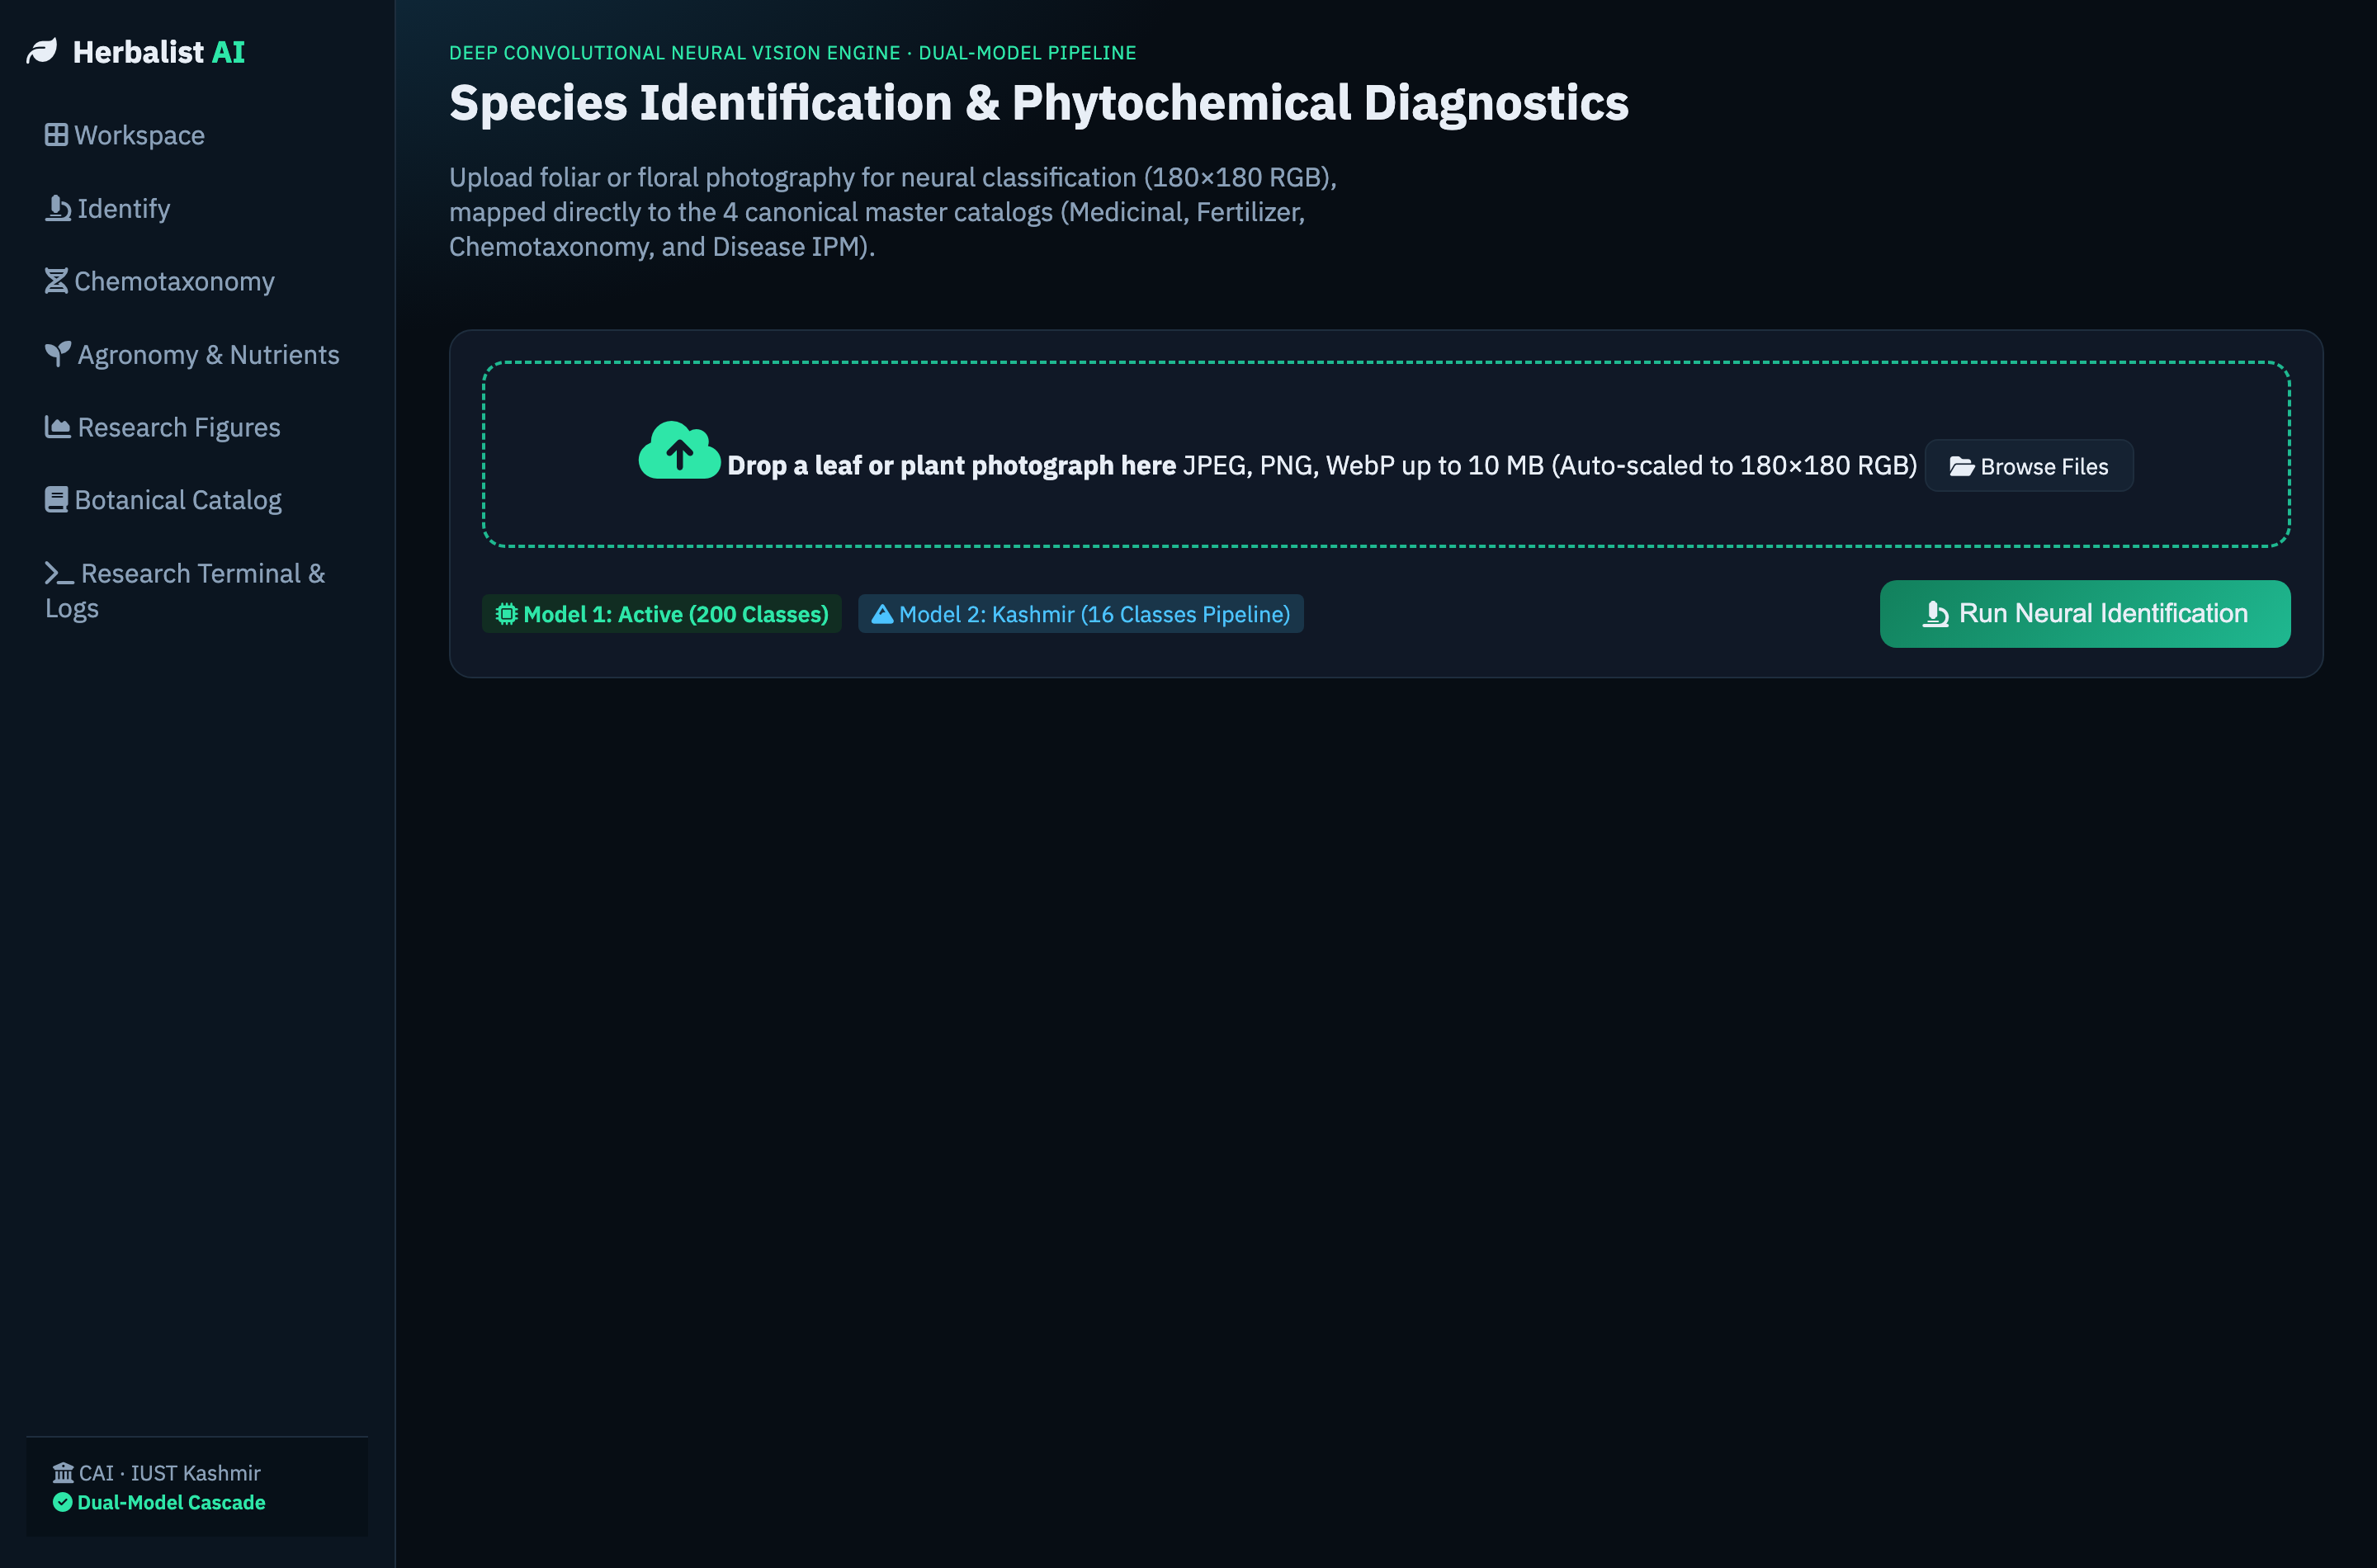 Herbalist AI
Workspace
Identify
Chemotaxonomy
Agronomy & Nutrients
Research Figures
Botanical Catalog
Research Terminal &
Logs
CAI · IUST Kashmir
Dual-Model Cascade
DEEP CONVOLUTIONAL NEURAL VISION ENGINE · DUAL-MODEL PIPELINE
Species Identification & Phytochemical Diagnostics
Upload foliar or floral photography for neural classification (180×180 RGB),
mapped directly to the 4 canonical master catalogs (Medicinal, Fertilizer,
Chemotaxonomy, and Disease IPM).
Drop a leaf or plant photograph here JPEG, PNG, WebP up to 10 MB (Auto-scaled to 180×180 RGB) Browse Files
Model 1: Active (200 Classes) Model 2: Kashmir (16 Classes Pipeline) Run Neural Identification